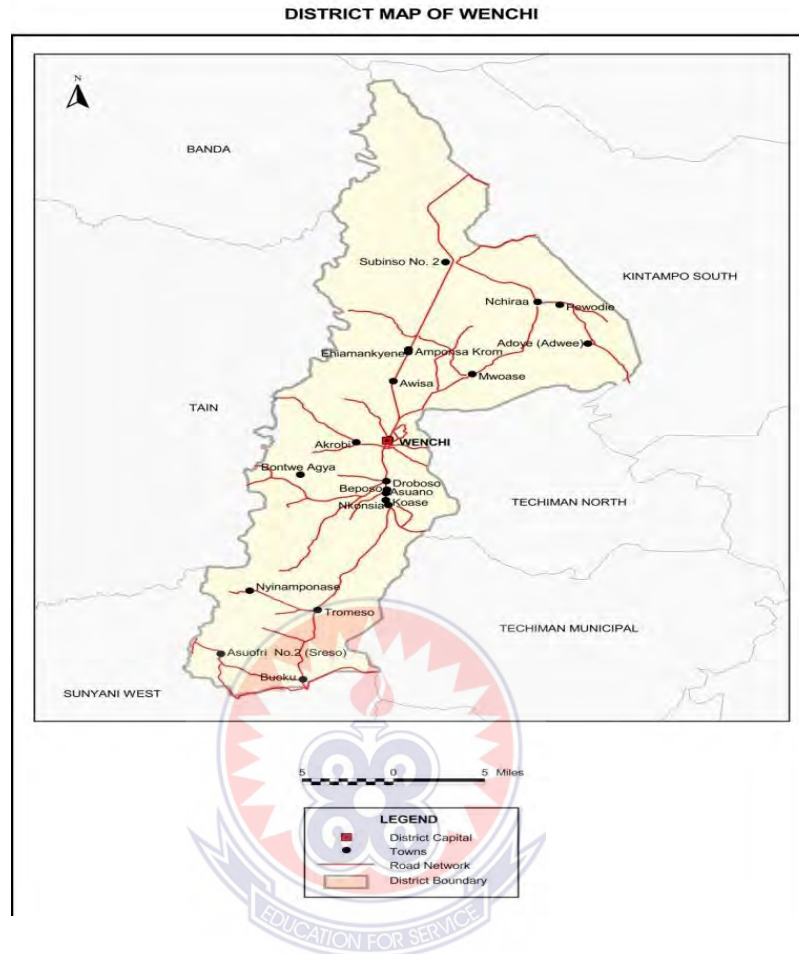 DISTRICT MAP OF WENCHI
N
BANDA
Subinso No. 2
KINTAMPO SOUTH
Nchiraa
Pewodie
Adoye (Adwee)
Ehiamankyene
Amponsa Krom
Mwoase
Awisa
TAIN
Akrobi
WENCHI
Bontwe Agya
Droboso
Beposo
Asuano
TECHIMAN NORTH
Koase
Nkonsia
Nyinamponase
Tromeso
TECHIMAN MUNICIPAL
Asuofri No.2 (Sreso)
Buoku
SUNYANI WEST
5 0 5 Miles
LEGEND
District Capital
Towns
Road Network
District Boundary
EDUCATION FOR SERVICE